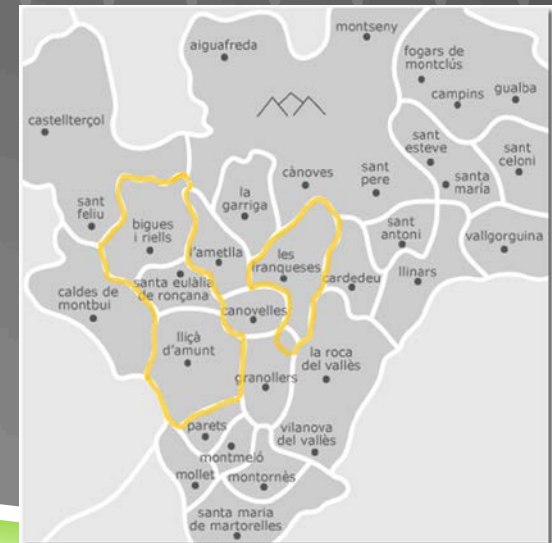 montseny
aiguafreda
fogars de
montclús
gualba
campins
castellterçol
sant
esteve
sant
celoni
cànoves
sant
pere
santa
maría
la
garriga
sant
feliu
bigues
i riells
sant
antoni
vallgorguina
l'ametlla
les
iranqueses
cardedeu
llinars
santa eulàlia
de ronçana
caldes de
montbui
canovelles
lliçà
d'amunt
la roca
del vallès
granollers
parets
vilanova
del vallès
montmeló
mollet
montornès
santa maria
de martorelles